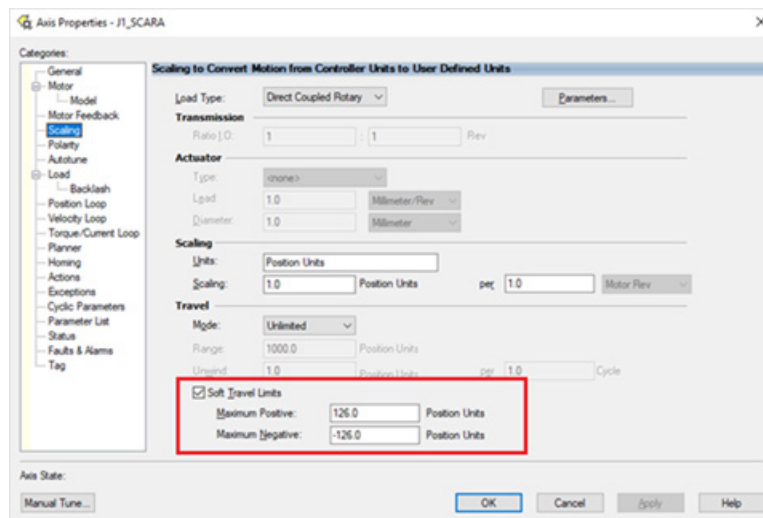 Axis Properties - J1_SCARA
Categories:
General
Motor
Model
Motor Feedback
Scaling
Polarity
Autotune
Load
Backlash
Position Loop
Velocity Loop
Torque/Current Loop
Planner
Homing
Actions
Exceptions
Cyclic Parameters
Parameter List
Status
Faults & Alarms
Tag
Scaling to Convert Motion from Controller Units to User Defined Units
Load Type: Direct Coupled Rotary Parameters...
Transmission
Ratio I:O: 1 : 1 Rev
Actuator
Type: <none>
Lead: 1.0 Millimeter/Rev
Diameter: 1.0 Millimeter
Scaling
Units: Position Units
Scaling: 1.0 Position Units per 1.0 Motor Rev
Travel
Mode: Unlimited
Range: 1000.0 Position Units
Unwind: 1.0 Position Units per 1.0 Cycle
Soft Travel Limits
Maximum Positive: 126.0 Position Units
Maximum Negative: -126.0 Position Units
Axis State:
Manual Tune... OK Cancel Apply Help